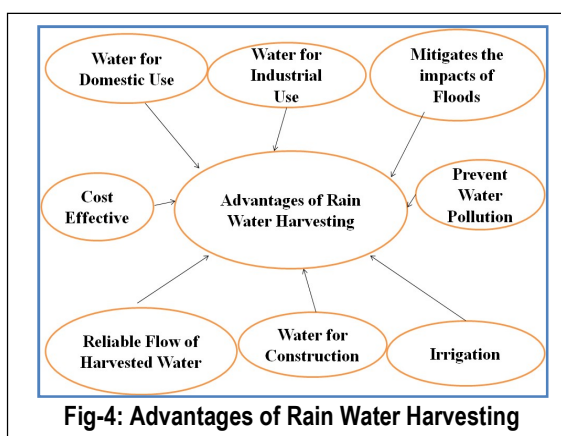 Water for
Domestic Use
Water for
Industrial
Use
Mitigates the
impacts of
Floods
Cost
Effective
Advantages of Rain
Water Harvesting
Prevent
Water
Pollution
Reliable Flow of
Harvested Water
Water for
Construction
Irrigation
Fig-4: Advantages of Rain Water Harvesting